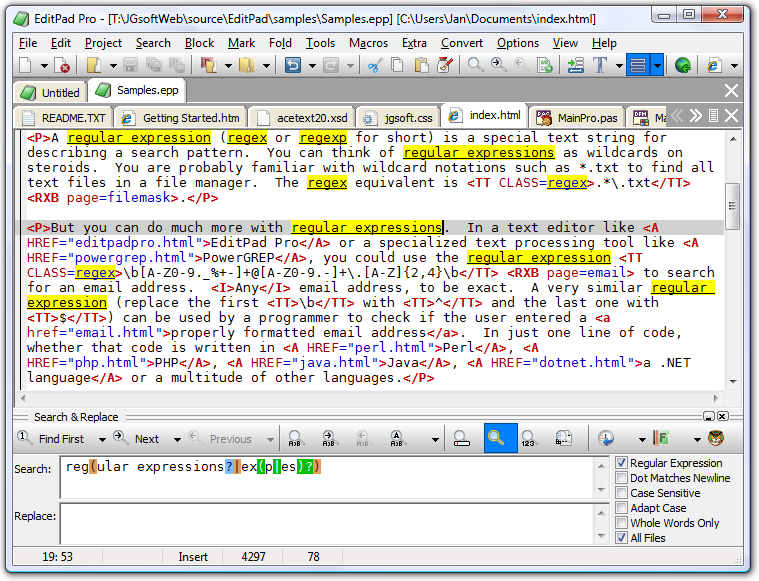 EditPad Pro - [T:\JGsoftWeb\source\EditPad\samples\Samples.epp] [C:\Users\Jan\Documents\index.html]
File Edit Project Search Block Mark Fold Tools Macros Extra Convert Options View Help
Untitled Samples.epp
README.TXT Getting Started.htm acetext20.xsd jgsoft.css index.html MainPro.pas Ma
<P>A regular expression (regex or regexp for short) is a special text string for
describing a search pattern.  You can think of regular expressions as wildcards on
steroids.  You are probably familiar with wildcard notations such as *.txt to find all
text files in a file manager.  The regex equivalent is <TT CLASS=regex>.*\.txt</TT>
<RXB page=filemask>.</P>
<P>But you can do much more with regular expressions.  In a text editor like <A
HREF="editpadpro.html">EditPad Pro</A> or a specialized text processing tool like <A
HREF="powergrep.html">PowerGREP</A>, you could use the regular expression <TT
CLASS=regex>\b[A-Z0-9._%+-]+@[A-Z0-9.-]+\.[A-Z]{2,4}\b</TT> <RXB page=email> to search
for an email address.  <I>Any</I> email address, to be exact.  A very similar regular
expression (replace the first <TT>\b</TT> with <TT>^</TT> and the last one with
<TT>$</TT>) can be used by a programmer to check if the user entered a <a
href="email.html">properly formatted email address</a>.  In just one line of code,
whether that code is written in <A HREF="perl.html">Perl</A>, <A
HREF="php.html">PHP</A>, <A HREF="java.html">Java</A>, <A HREF="dotnet.html">a .NET
language</A> or a multitude of other languages.</P>
Search & Replace
Find First Next Previous
Search: reg(ular expressions?|ex(p|es)?)
Replace:
Regular Expression
Dot Matches Newline
Case Sensitive
Adapt Case
Whole Words Only
All Files
19: 53 Insert 4297 78